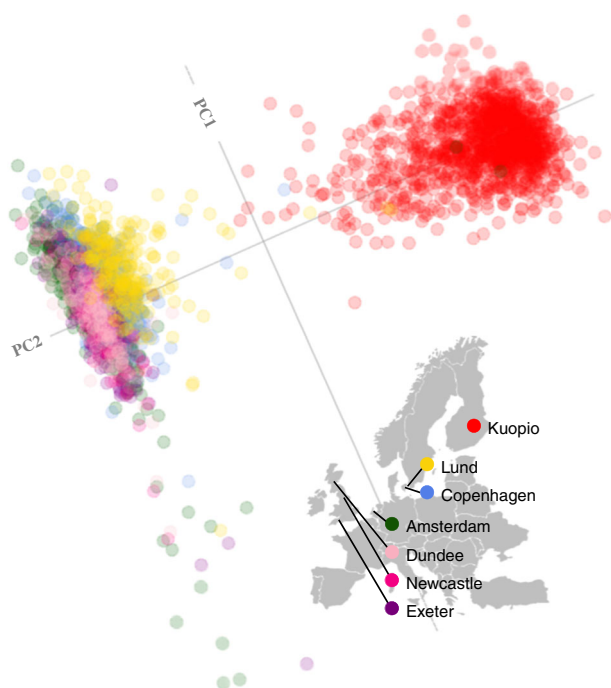 PC1
PC2
Kuopio
Lund
Copenhagen
Amsterdam
Dundee
Newcastle
Exeter